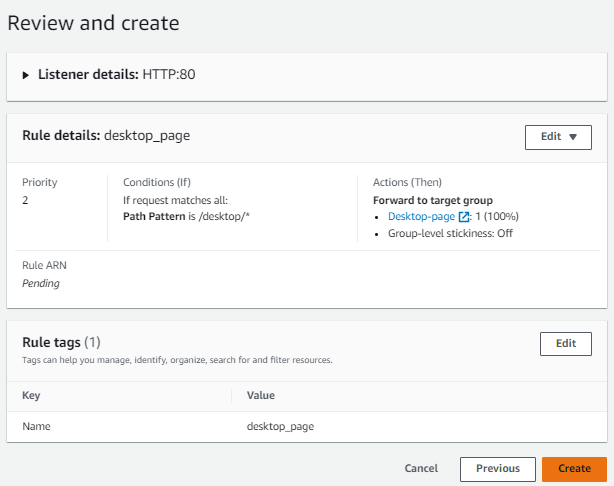 Review and create
Listener details: HTTP:80
Rule details: desktop_page
Edit
Priority
2
Conditions (If)
If request matches all:
Path Pattern is /desktop/*
Actions (Then)
Forward to target group
• Desktop-page : 1 (100%)
• Group-level stickiness: Off
Rule ARN
Pending
Rule tags (1)
Edit
Tags can help you manage, identify, organize, search for and filter resources.
Key Value
Name desktop_page
Cancel Previous Create